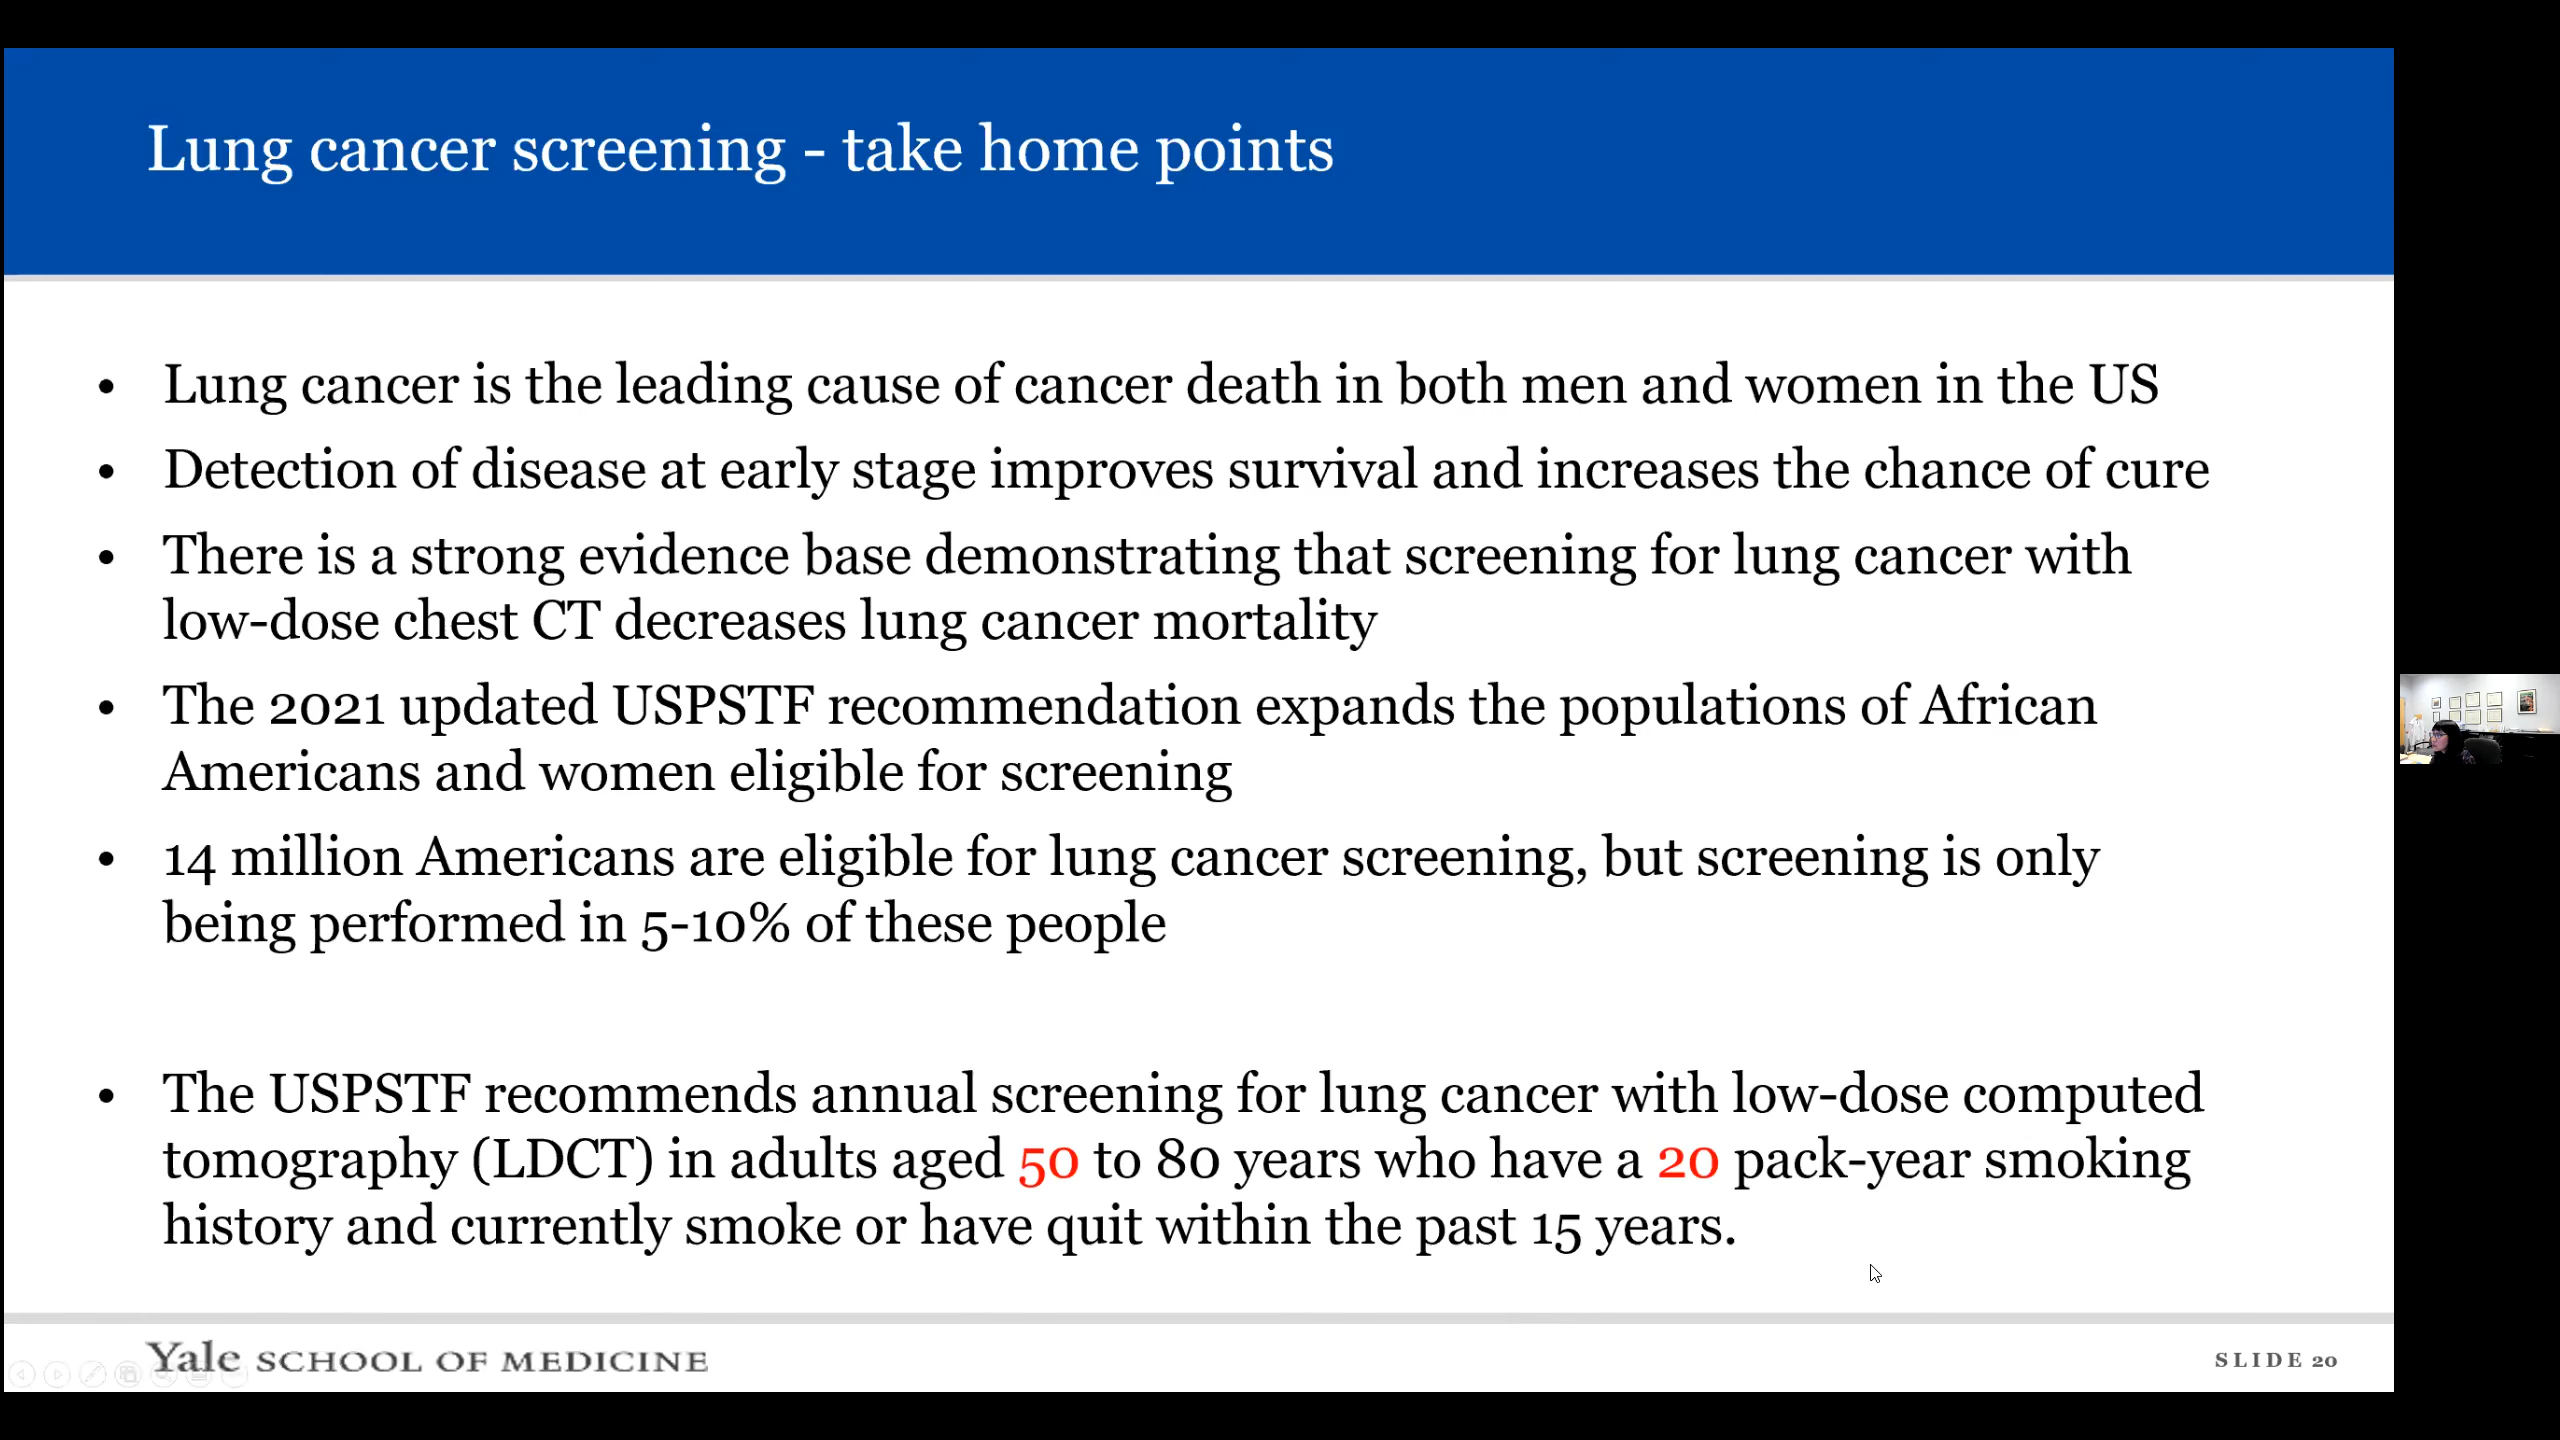 Lung cancer screening - take home points
• Lung cancer is the leading cause of cancer death in both men and women in the US
• Detection of disease at early stage improves survival and increases the chance of cure
• There is a strong evidence base demonstrating that screening for lung cancer with
low-dose chest CT decreases lung cancer mortality
• The 2021 updated USPSTF recommendation expands the populations of African
Americans and women eligible for screening
• 14 million Americans are eligible for lung cancer screening, but screening is only
being performed in 5-10% of these people
• The USPSTF recommends annual screening for lung cancer with low-dose computed
tomography (LDCT) in adults aged 50 to 80 years who have a 20 pack-year smoking
history and currently smoke or have quit within the past 15 years.
Yale SCHOOL OF MEDICINE
SLIDE 20